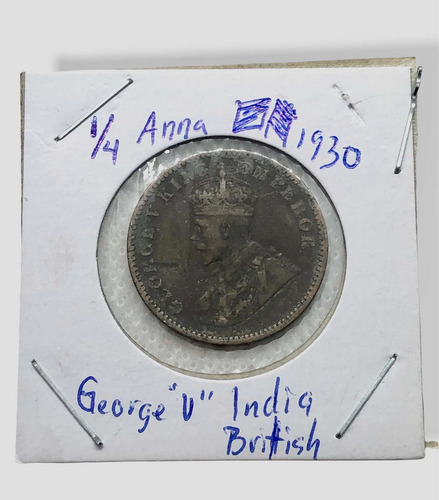 1/4 Anna 1930
GEORGE V KING EMPEROR
George "V" India
British